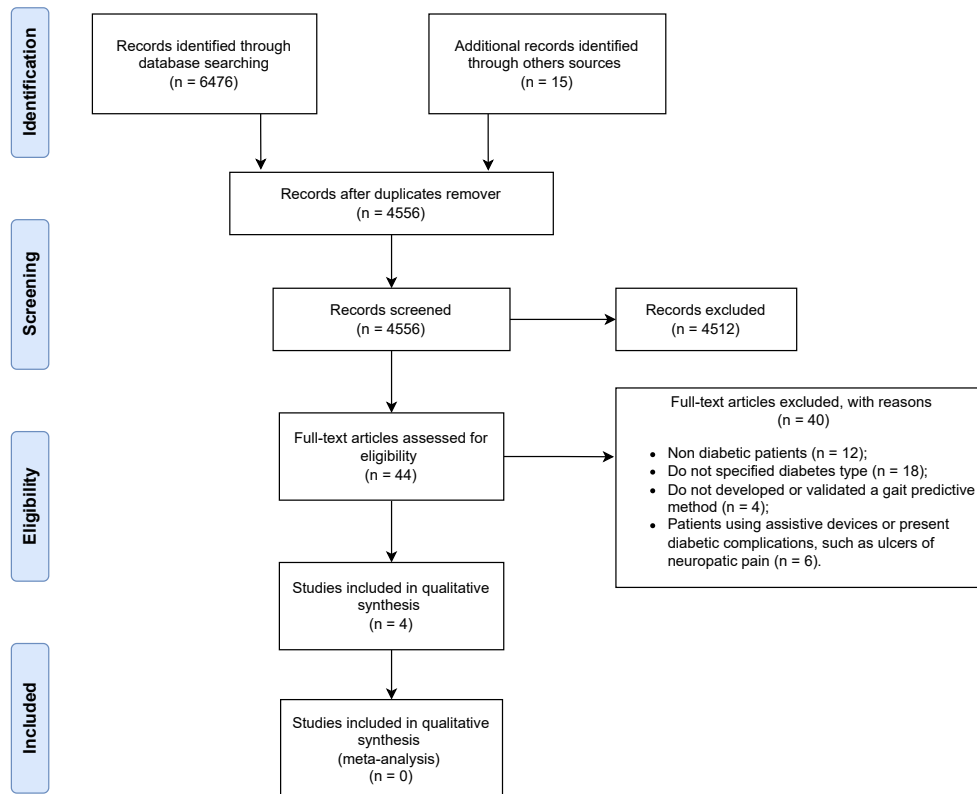 Identification
Records identified through
database searching
(n = 6476)
Additional records identified
through others sources
(n = 15)
Records after duplicates remover
(n = 4556)
Screening
Records screened
(n = 4556)
Records excluded
(n = 4512)
Eligibility
Full-text articles assessed for
eligibility
(n = 44)
Full-text articles excluded, with reasons
(n = 40)
• Non diabetic patients (n = 12);
• Do not specified diabetes type (n = 18);
• Do not developed or validated a gait predictive
method (n = 4);
• Patients using assistive devices or present
diabetic complications, such as ulcers of
neuropatic pain (n = 6).
Studies included in qualitative
synthesis
(n = 4)
Included
Studies included in qualitative
synthesis
(meta-analysis)
(n = 0)